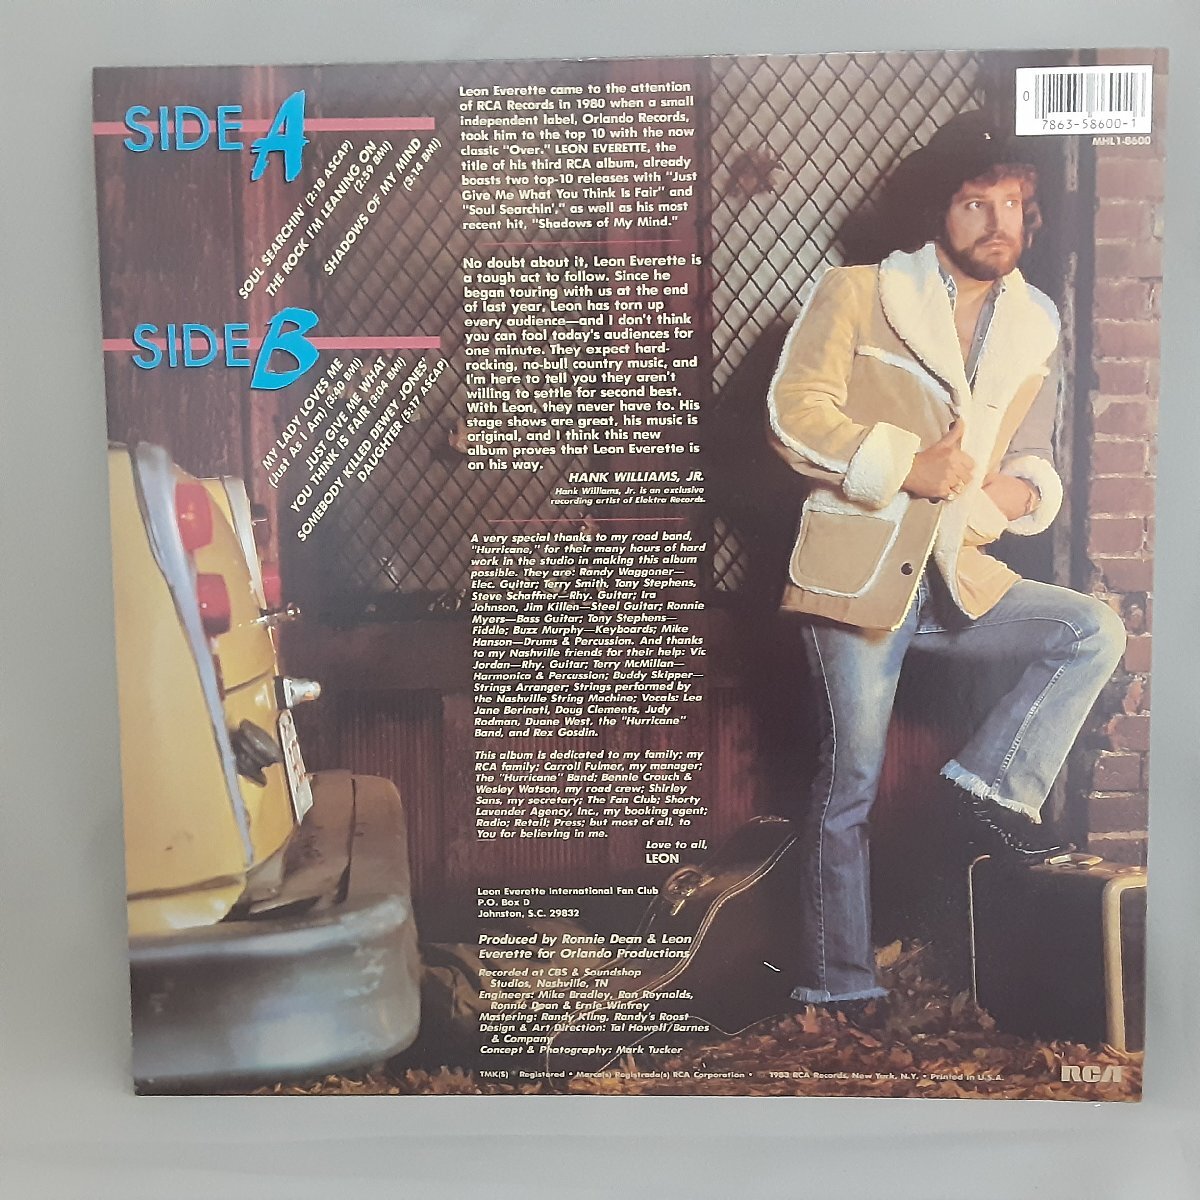 SIDE A
SOUL SEARCHIN' (2:18 ASCAP)
THE ROCK I'M LEANING ON
(2:59 BMI)
SHADOWS OF MY MIND
(3:14 BMI)
SIDE B
MY LADY LOVES ME
(Just As I Am) (3:30 BMI)
JUST GIVE ME WHAT
YOU THINK IS FAIR (3:04 BMI)
SOMEBODY KILLED DEWEY JONES'
DAUGHTER (5:17 ASCAP)
Leon Everette came to the attention
of RCA Records in 1980 when a small
independent label, Orlando Records,
took him to the top 10 with the now
classic "Over." LEON EVERETTE, the
title of his third RCA album, already
boasts two top-10 releases with "Just
Give Me What You Think Is Fair" and
"Soul Searchin'," as well as his most
recent hit, "Shadows of My Mind."
No doubt about it, Leon Everette is
a tough act to follow. Since he
began touring with us at the end
of last year, Leon has torn up
every audience—and I don't think
you can fool today's audiences for
one minute. They expect hard-
rocking, no-bull country music, and
I'm here to tell you they aren't
willing to settle for second best.
With Leon, they never have to. His
stage shows are great, his music is
original, and I think this new
album proves that Leon Everette is
on his way.
HANK WILLIAMS, JR.
Hank Williams, Jr. is an exclusive
recording artist of Elektra Records.
A very special thanks to my road band,
"Hurricane," for their many hours of hard
work in the studio in making this album
possible. They are: Randy Waggoner—
Elec. Guitar; Terry Smith, Tony Stephens,
Steve Schaffner—Rhy. Guitar; Ira
Johnson, Jim Killen—Steel Guitar; Ronnie
Myers—Bass Guitar; Tony Stephens—
Fiddle; Buzz Murphy—Keyboards; Mike
Hanson—Drums & Percussion. And thanks
to my Nashville friends for their help: Vic
Jordan—Rhy. Guitar; Terry McMillan—
Harmonica & Percussion; Buddy Skipper—
Strings Arranger; Strings performed by
the Nashville String Machine; Vocals: Lea
Jane Berinati, Doug Clements, Judy
Rodman, Duane West, the "Hurricane"
Band, and Rex Gosdin.
This album is dedicated to my family; my
RCA family; Carroll Fulmer, my manager;
The "Hurricane" Band; Bennie Crouch &
Wesley Watson, my road crew; Shirley
Sans, my secretary; The Fan Club; Shorty
Lavender Agency, Inc., my booking agent;
Radio; Retail; Press; but most of all, to
You for believing in me.
Love to all,
LEON
Leon Everette International Fan Club
P.O. Box D
Johnston, S.C. 29832
Produced by Ronnie Dean & Leon
Everette for Orlando Productions
Recorded at CBS & Soundshop
Studios, Nashville, TN
Engineers: Mike Bradley, Ron Reynolds,
Ronnie Dean & Ernie Winfrey
Mastering: Randy Kling, Randy's Roost
Design & Art Direction: Tal Howell/Barnes
& Company
Concept & Photography: Mark Tucker
TMK(S) ® Registered • Marca(s) Registrada(s) RCA Corporation • 1983 RCA Records, New York, N.Y. • Printed in U.S.A.
0 7863-58600-1
MHL1-8600
RCA